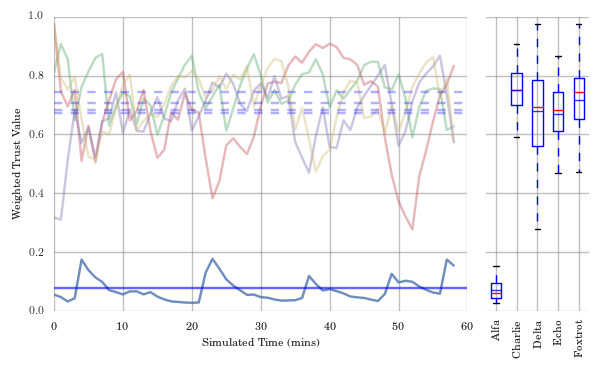 1.0
0.8
0.6
0.4
0.2
0.0
Weighted Trust Value
0 10 20 30 40 50 60
Simulated Time (mins)
Alfa
Charlie
Delta
Echo
Foxtrot